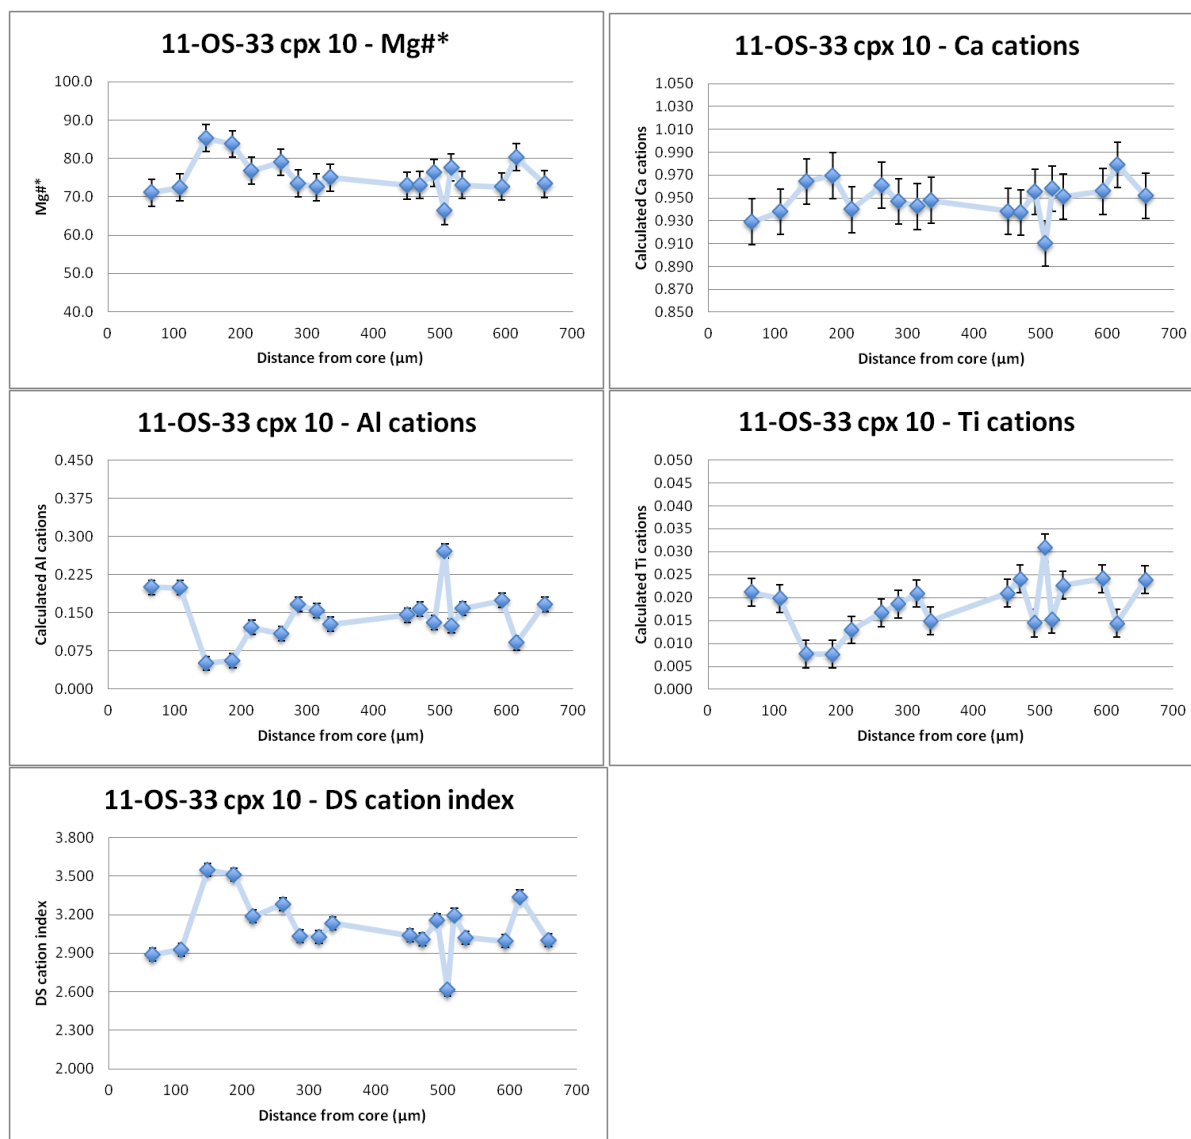 11-OS-33 cpx 10 - Mg#*
100.0
90.0
80.0
70.0
60.0
50.0
40.0
Mg#*
0 100 200 300 400 500 600 700
Distance from core (µm)
11-OS-33 cpx 10 - Ca cations
1.050
1.030
1.010
0.990
0.970
0.950
0.930
0.910
0.890
0.870
0.850
Calculated Ca cations
0 100 200 300 400 500 600 700
Distance from core (µm)
11-OS-33 cpx 10 - Al cations
0.450
0.375
0.300
0.225
0.150
0.075
0.000
Calculated Al cations
0 100 200 300 400 500 600 700
Distance from core (µm)
11-OS-33 cpx 10 - Ti cations
0.050
0.045
0.040
0.035
0.030
0.025
0.020
0.015
0.010
0.005
0.000
Calculated Ti cations
0 100 200 300 400 500 600 700
Distance from core (µm)
11-OS-33 cpx 10 - DS cation index
3.800
3.500
3.200
2.900
2.600
2.300
2.000
DS cation index
0 100 200 300 400 500 600 700
Distance from core (µm)